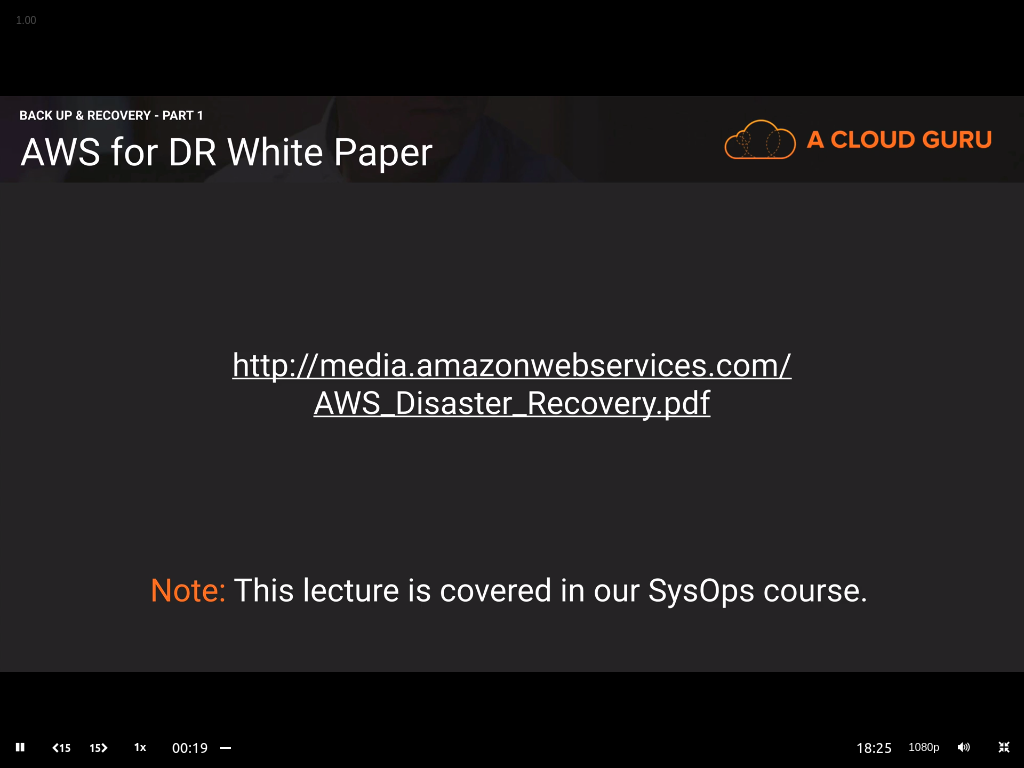 1.00
BACK UP & RECOVERY - PART 1
AWS for DR White Paper
A CLOUD GURU
http://media.amazonwebservices.com/
AWS_Disaster_Recovery.pdf
Note: This lecture is covered in our SysOps course.
15 15 1x 00:19 18:25 1080p